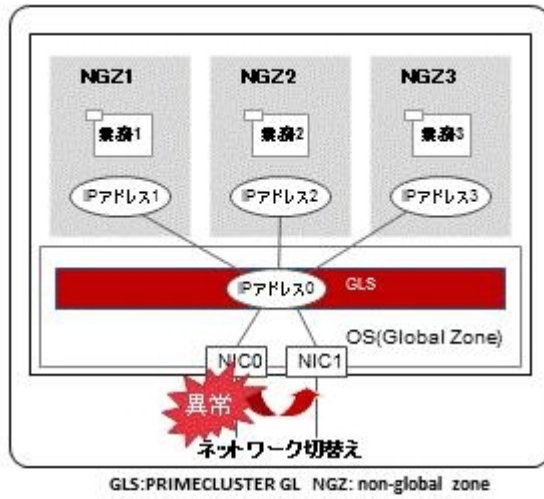 NGZ1 NGZ2 NGZ3
業務1 業務2 業務3
IPアドレス1 IPアドレス2 IPアドレス3
IPアドレス0 GLS
OS(Global Zone)
NIC0 NIC1
異常
ネットワーク切替え
GLS:PRIMECLUSTER GL NGZ: non-global zone